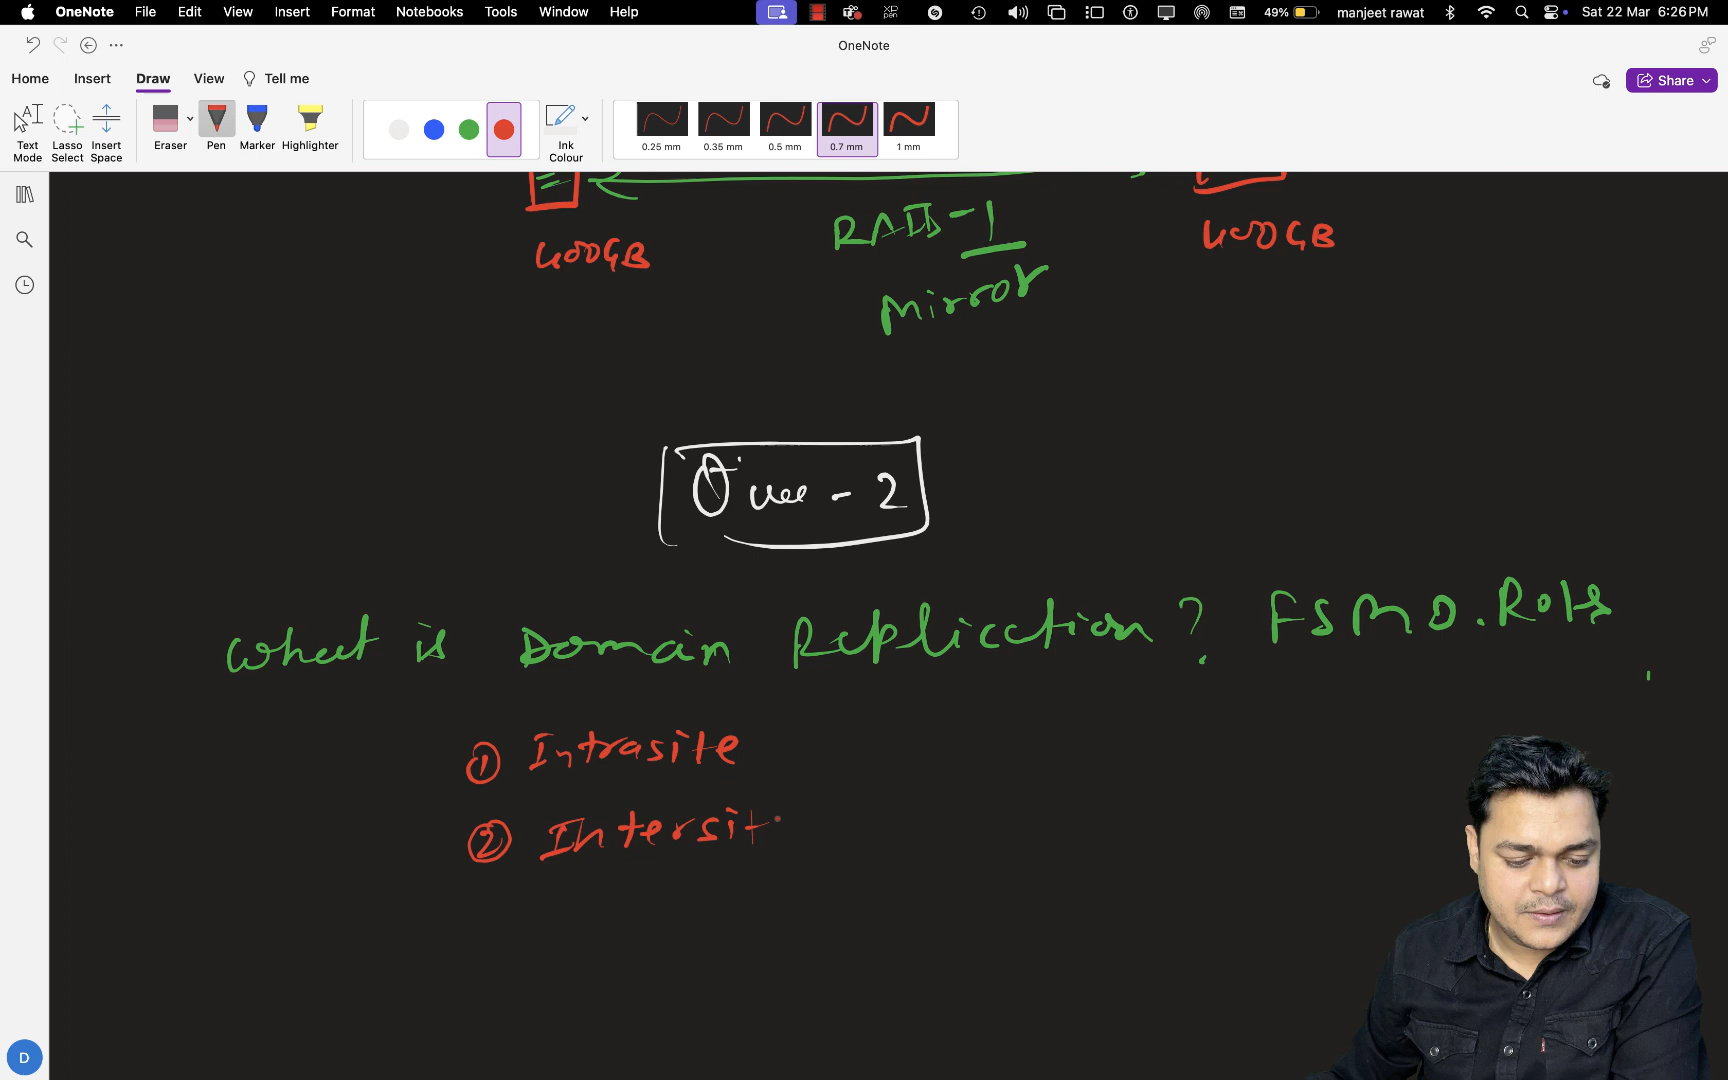 OneNote File Edit View Insert Format Notebooks Tools Window Help XP pen 49% manjeet rawat Sat 22 Mar 6:26 PM
OneNote
Home Insert Draw View Tell me Share
Text Mode Lasso Select Insert Space Eraser Pen Marker Highlighter Ink Colour 0.25 mm 0.35 mm 0.5 mm 0.7 mm 1 mm
RAID-1
400GB 400GB
Mirror
- 2
What is Domain Replication? FSMO.Roles
① Intrasite
② Intersit
D